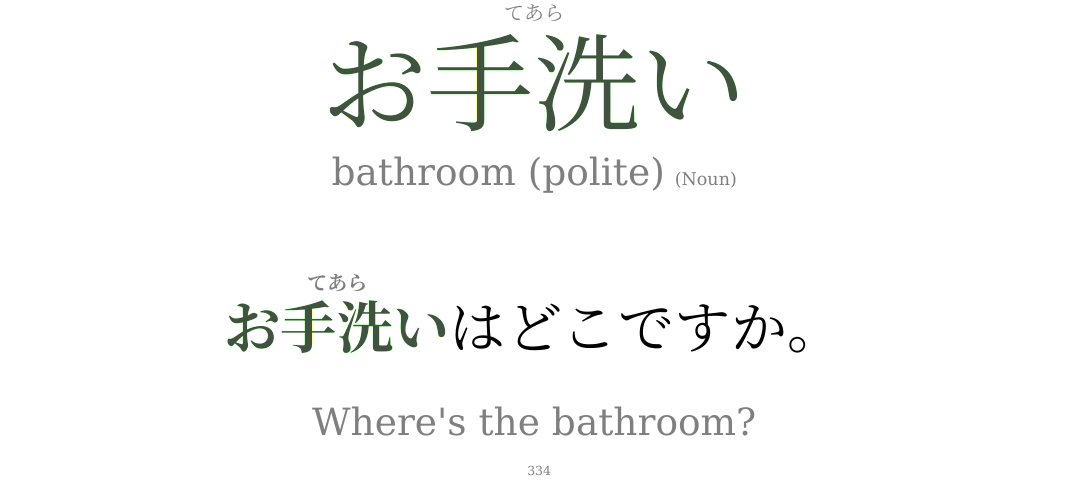 てあら
お手洗い
bathroom (polite) (Noun)
てあら
お手洗いはどこですか。
Where's the bathroom?
334